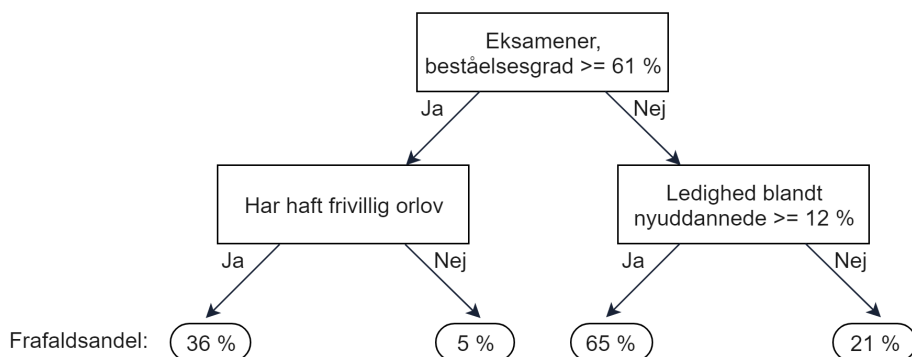 Eksamener,
beståelsesgrad >= 61 %
Ja
Nej
Har haft frivillig orlov
Ledighed blandt
nyuddannede >= 12 %
Ja
Nej
Ja
Nej
Frafaldsandel:
36 %
5 %
65 %
21 %